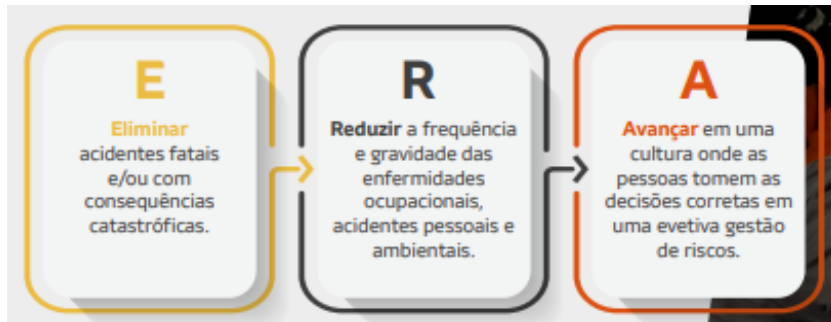 E
Eliminar
acidentes fatais
e/ou com
consequências
catastróficas.
R
Reduzir a frequência
e gravidade das
enfermidades
ocupacionais,
acidentes pessoais e
ambientais.
A
Avançar em uma
cultura onde as
pessoas tomem as
decisões corretas em
uma evetiva gestão
de riscos.